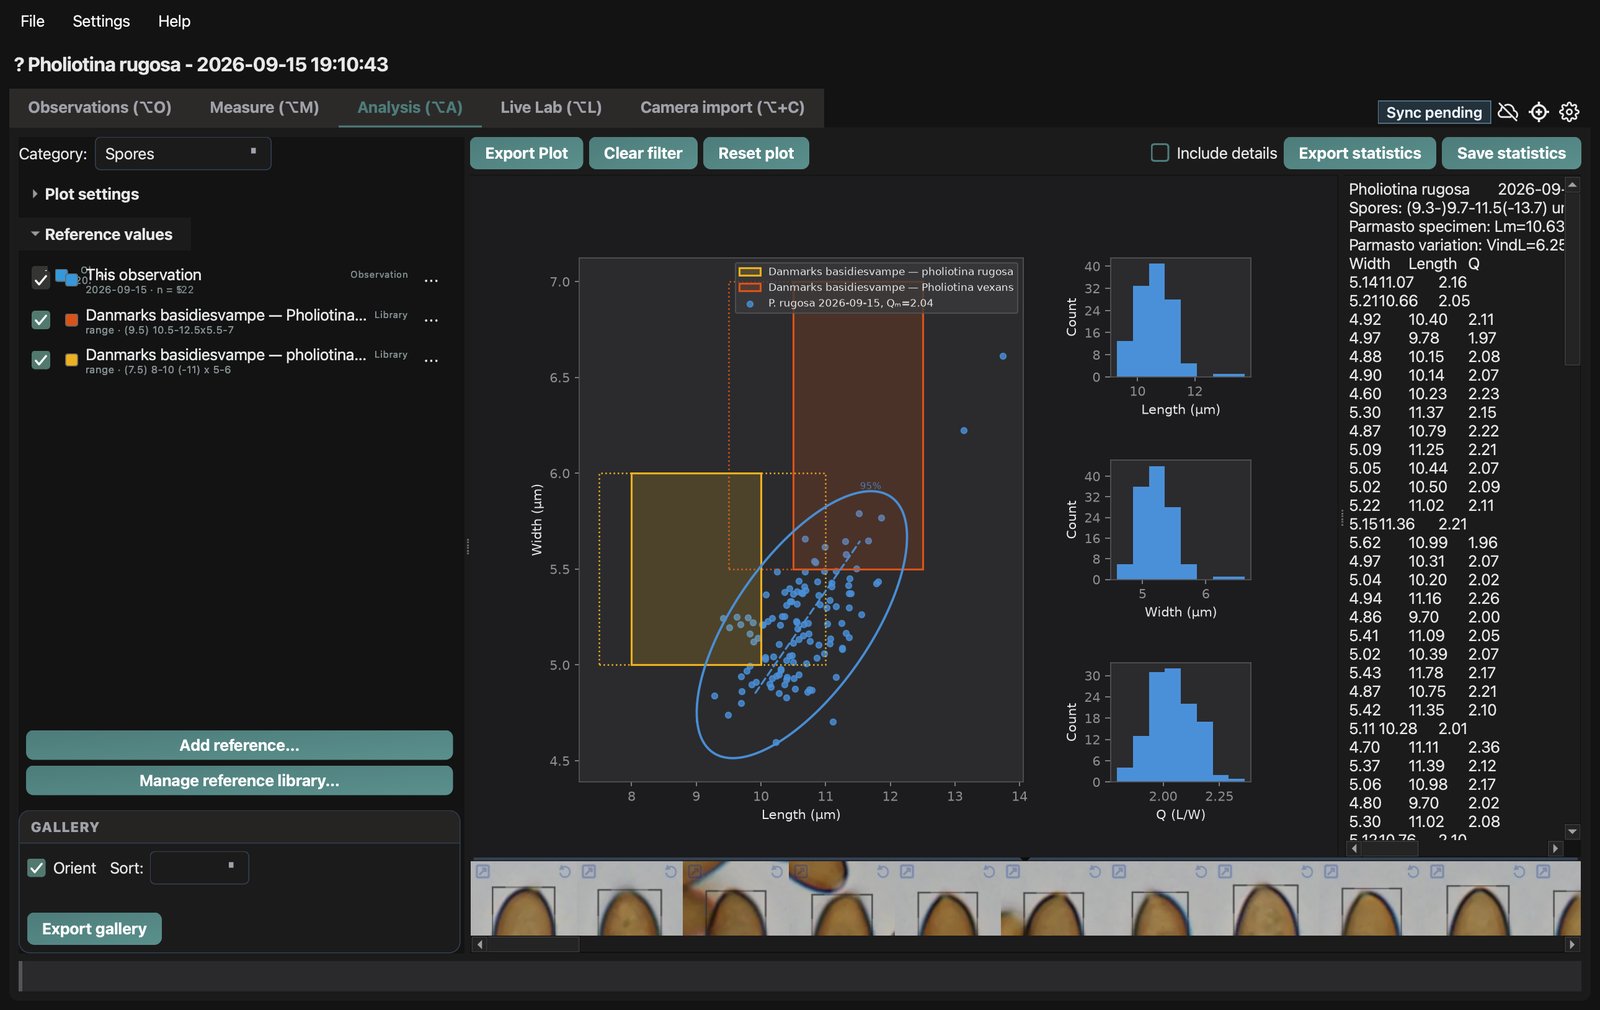 File Settings Help
? Pholiotina rugosa - 2026-09-15 19:10:43
Observations (⌥O) Measure (⌥M) Analysis (⌥A) Live Lab (⌥L) Camera import (⌥+C)
Sync pending
Category: Spores
Export Plot Clear filter Reset plot
Include details Export statistics Save statistics
Plot settings
Reference values
This observation Observation ...
2026-09-15 · n =
Danmarks basidiesvampe — Pholiotina... Library ...
range · (9.5) 10.5-12.5x5.5-7
Danmarks basidiesvampe — pholiotina... Library ...
range · (7.5) 8-10 (-11) x 5-6
Add reference...
Manage reference library...
GALLERY
Orient Sort:
Export gallery
Danmarks basidiesvampe — pholiotina rugosa
Danmarks basidiesvampe — Pholiotina vexans
P. rugosa 2026-09-15, Qₘ=2.04
95%
7.0
6.5
6.0
5.5
5.0
4.5
Width (μm)
8 9 10 11 12 13 14
Length (μm)
40
32
24
16
8
0
Count
10 12
Length (μm)
40
32
24
16
8
0
Count
5 6
Width (μm)
30
24
18
12
6
0
Count
2.00 2.25
Q (L/W)
Pholiotina rugosa 2026-09-
Spores: (9.3-)9.7-11.5(-13.7) ur
Parmasto specimen: Lm=10.63
Parmasto variation: VindL=6.25
Width Length Q
5.14 11.07 2.16
5.21 10.66 2.05
4.92 10.40 2.11
4.97 9.78 1.97
4.88 10.15 2.08
4.90 10.14 2.07
4.60 10.23 2.23
5.30 11.37 2.15
4.87 10.79 2.22
5.09 11.25 2.21
5.05 10.44 2.07
5.02 10.50 2.09
5.22 11.02 2.11
5.15 11.36 2.21
5.62 10.99 1.96
4.97 10.31 2.07
5.04 10.20 2.02
4.94 11.16 2.26
4.86 9.70 2.00
5.41 11.09 2.05
5.02 10.39 2.07
5.43 11.78 2.17
4.87 10.75 2.21
5.42 11.35 2.10
5.11 10.28 2.01
4.70 11.11 2.36
5.37 11.39 2.12
5.06 10.98 2.17
4.80 9.70 2.02
5.30 11.02 2.08
5.12 10.76 2.10